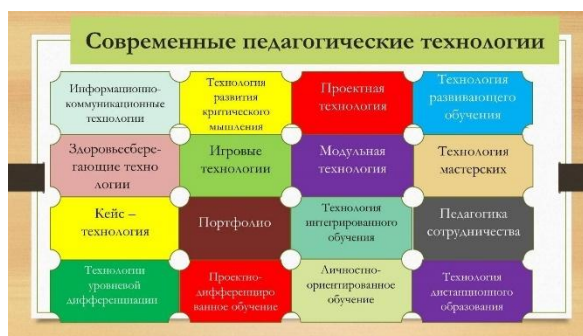 Современные педагогические технологии
Информационно-
коммуникационные
технологии
Технология
развития
критического
мышления
Проектная
технология
Технология
развивающего
обучения
Здоровьесбере-
гающие техно
логии
Игровые
технологии
Модульная
технология
Технология
мастерских
Кейс –
технология
Портфолио
Технология
интегрированного
обучения
Педагогика
сотрудничества
Технологии
уровневой
дифференциации
Проектно-
дифференциро
ванное обучение
Личностно-
ориентированное
обучение
Технология
дистанционного
образования